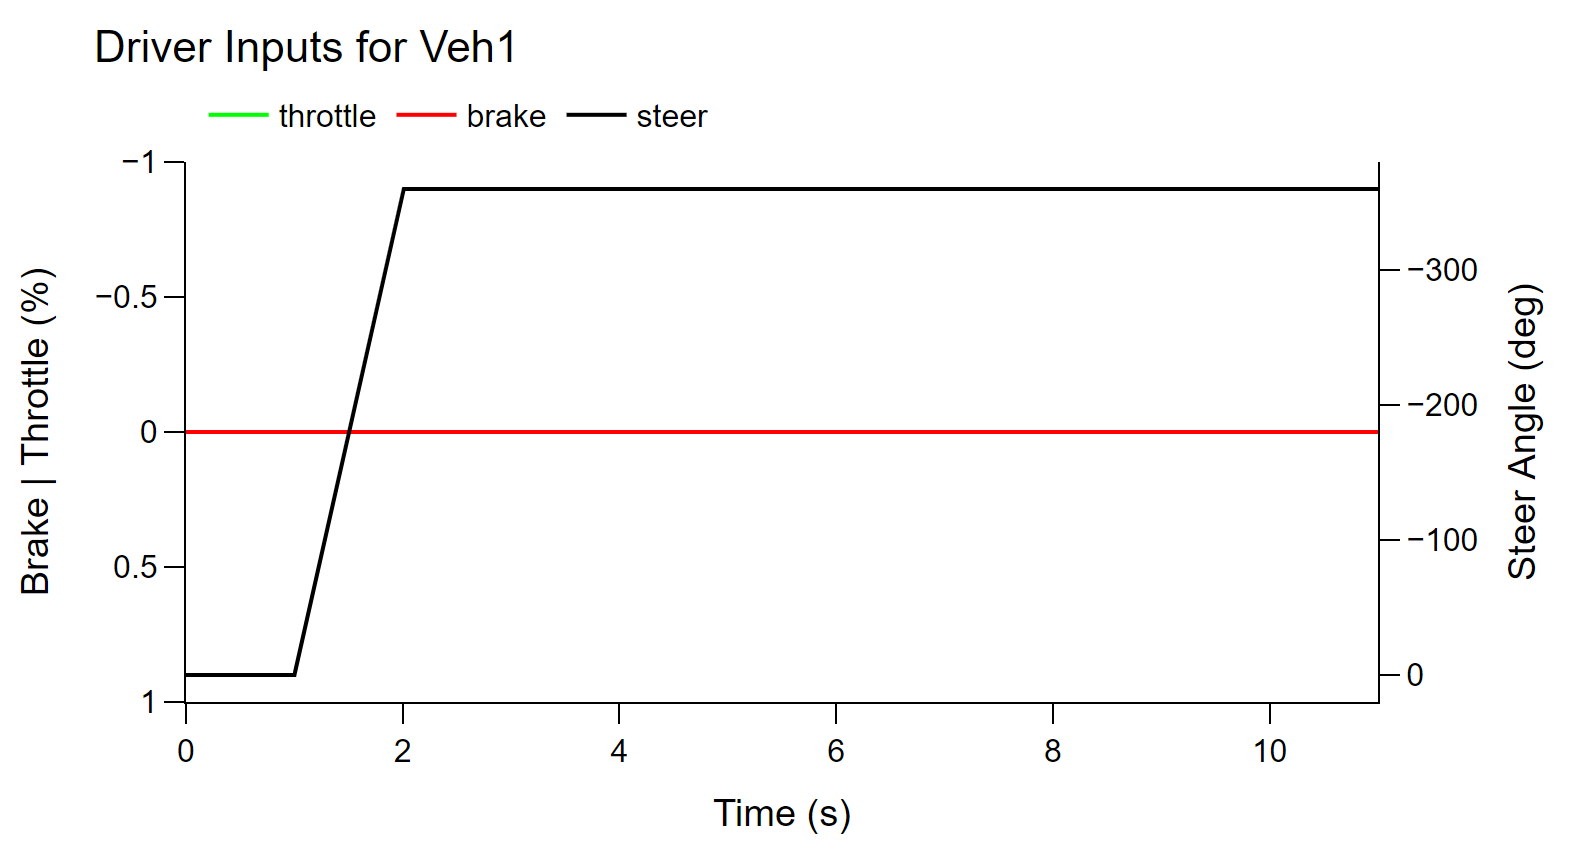 Driver Inputs for Veh1
throttle brake steer
−1
−0.5
0
0.5
1
Brake | Throttle (%)
−300
−200
−100
0
Steer Angle (deg)
0 2 4 6 8 10
Time (s)